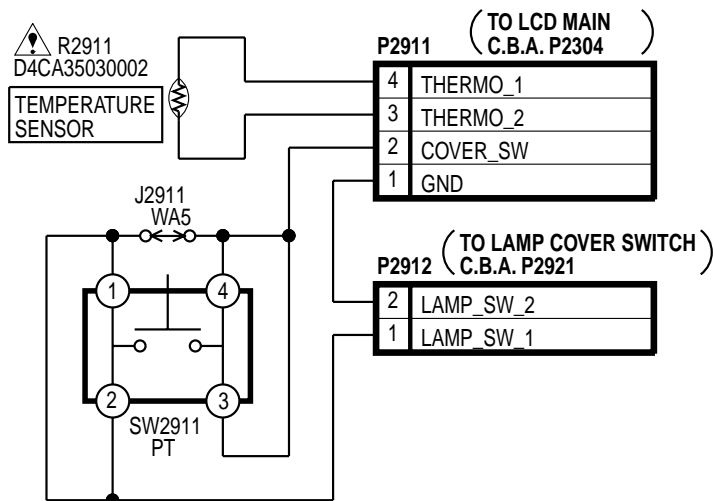 R2911
D4CA35030002
TEMPERATURE
SENSOR
P2911
TO LCD MAIN
C.B.A. P2304
4 THERMO_1
3 THERMO_2
2 COVER_SW
1 GND
J2911
WA5
P2912
TO LAMP COVER SWITCH
C.B.A. P2921
2 LAMP_SW_2
1 LAMP_SW_1
1
4
2
3
SW2911
PT